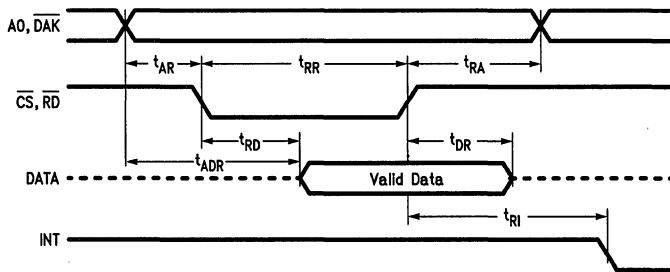 A0, DAK
tAR
tRR
tRA
CS, RD
tRD
tDR
tADR
DATA
Valid Data
tRI
INT